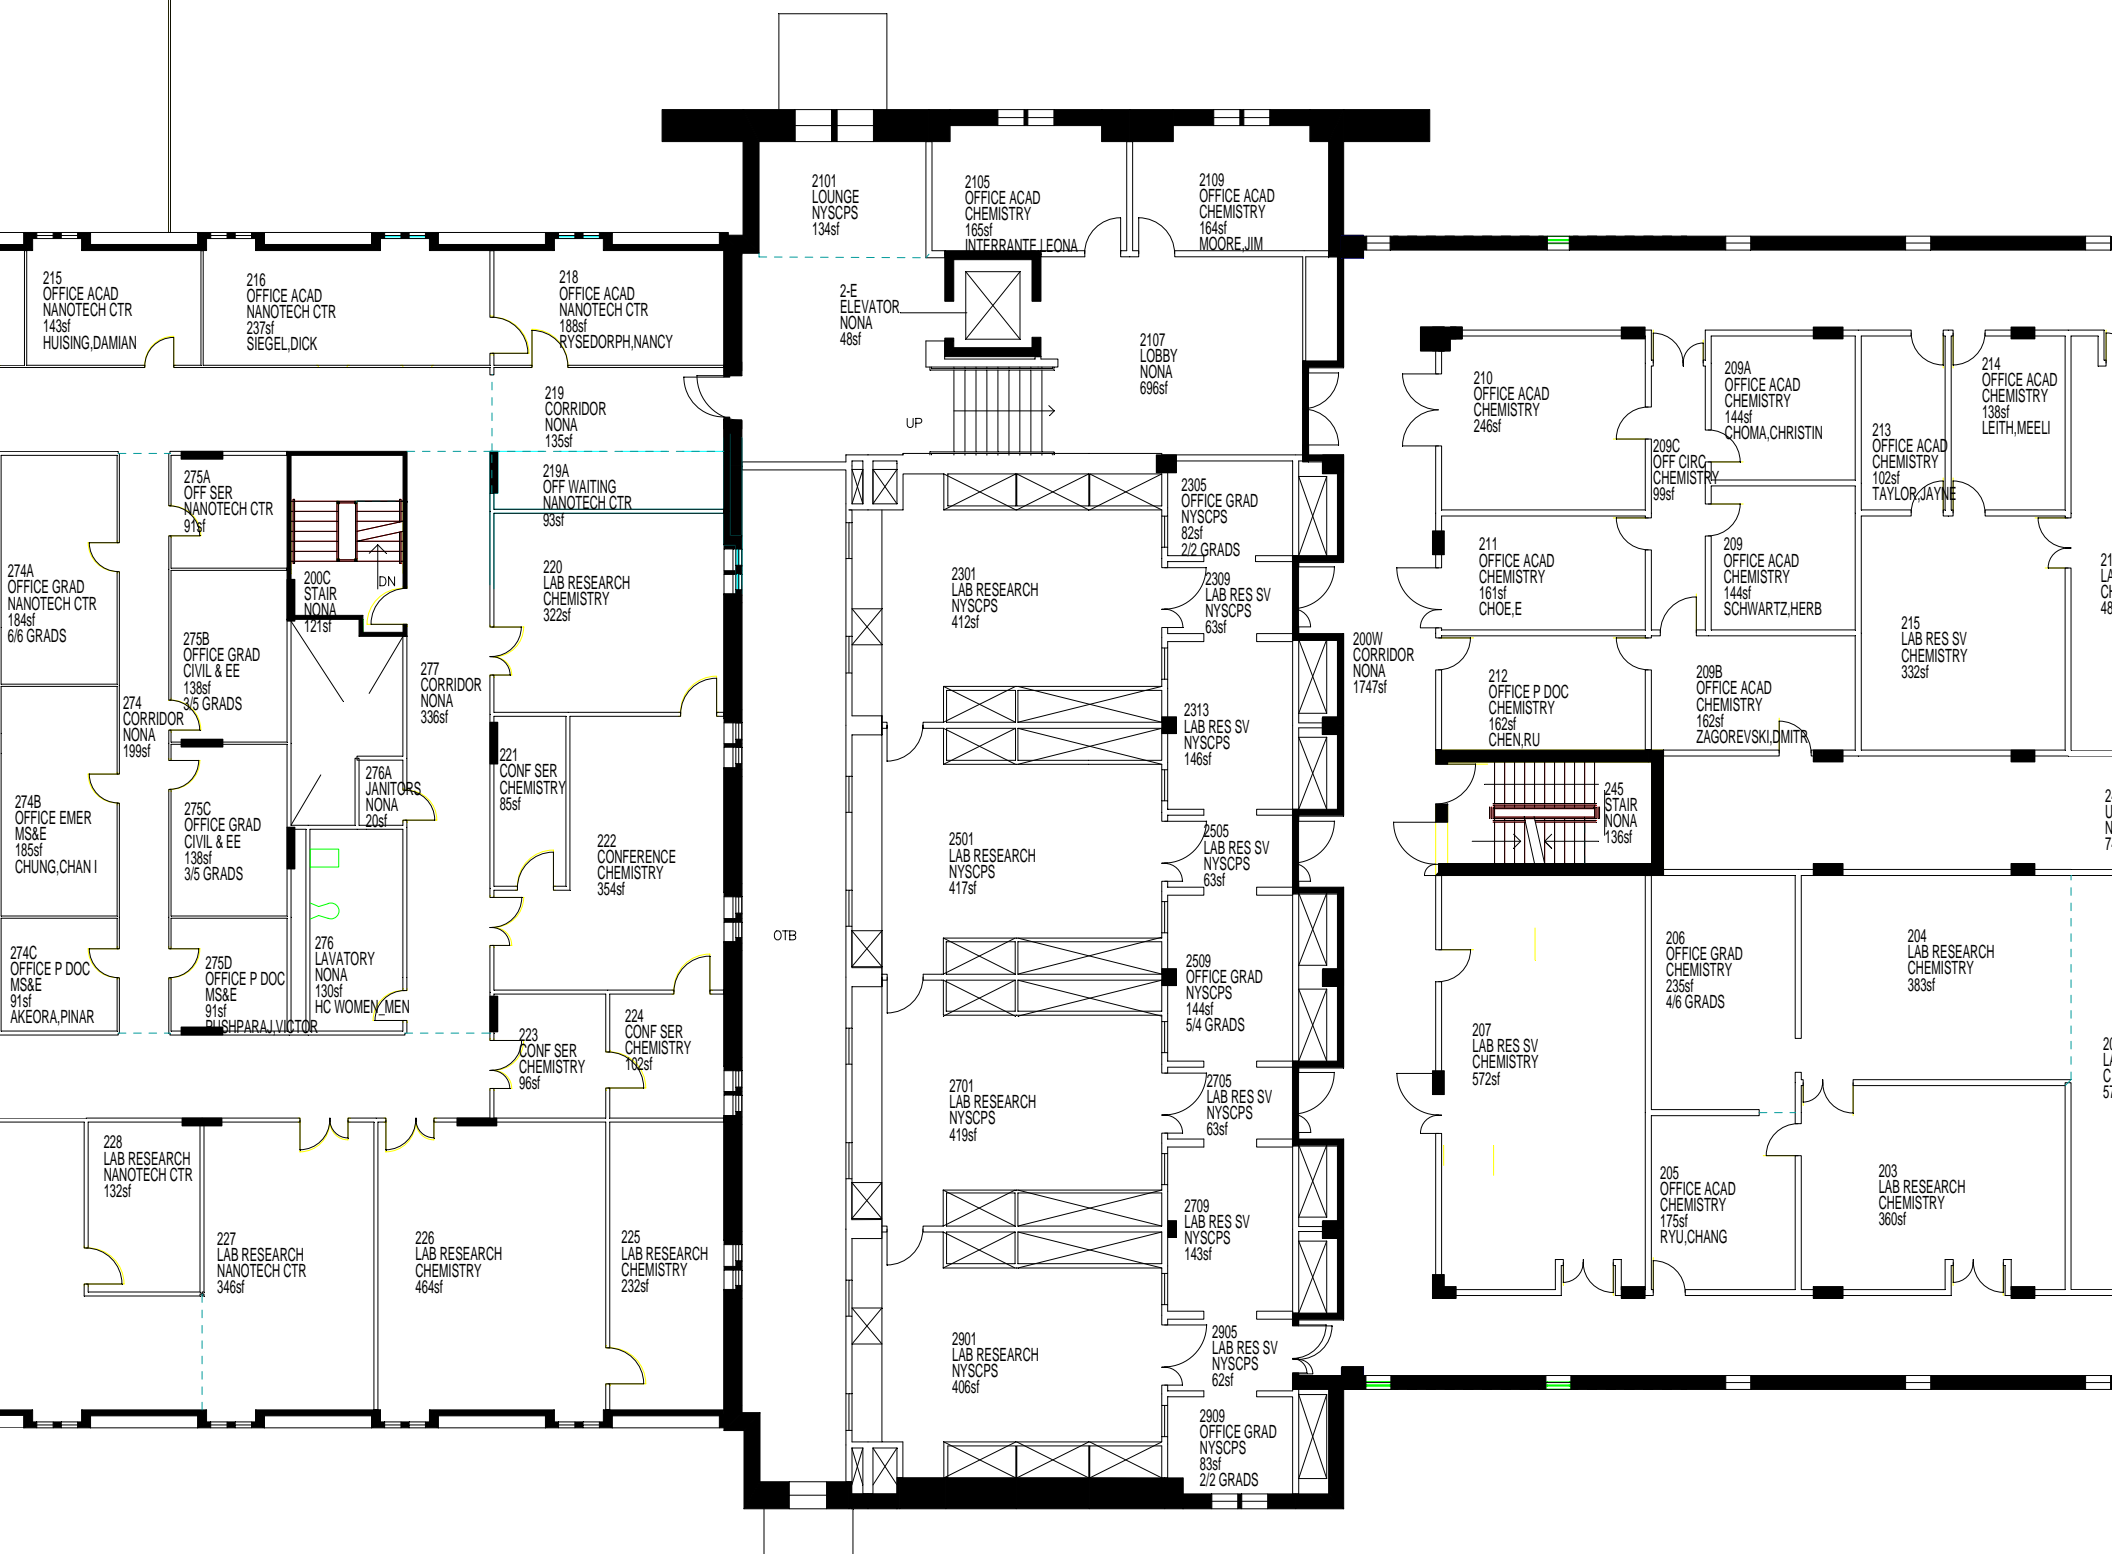 2101
LOUNGE
NYSCPS
134sf
2105
OFFICE ACAD
CHEMISTRY
165sf
INTERRANTE,LEONA
2109
OFFICE ACAD
CHEMISTRY
164sf
MOORE,JIM
215
OFFICE ACAD
NANOTECH CTR
143sf
HUISING,DAMIAN
216
OFFICE ACAD
NANOTECH CTR
237sf
SIEGEL,DICK
218
OFFICE ACAD
NANOTECH CTR
188sf
RYSEDORPH,NANCY
2-E
ELEVATOR
NONA
48sf
2107
LOBBY
NONA
696sf
UP
219
CORRIDOR
NONA
135sf
219A
OFF WAITING
NANOTECH CTR
93sf
210
OFFICE ACAD
CHEMISTRY
246sf
209A
OFFICE ACAD
CHEMISTRY
144sf
CHOMA,CHRISTIN
214
OFFICE ACAD
CHEMISTRY
138sf
LEITH,MEELI
213
OFFICE ACAD
CHEMISTRY
102sf
TAYLOR,JAYNE
209C
OFF CIRC
CHEMISTRY
99sf
275A
OFF SER
NANOTECH CTR
91sf
274A
OFFICE GRAD
NANOTECH CTR
184sf
6/6 GRADS
200C
STAIR
NONA
121sf
DN
220
LAB RESEARCH
CHEMISTRY
322sf
2301
LAB RESEARCH
NYSCPS
412sf
2305
OFFICE GRAD
NYSCPS
82sf
2/2 GRADS
2309
LAB RES SV
NYSCPS
63sf
211
OFFICE ACAD
CHEMISTRY
161sf
CHOE,E
209
OFFICE ACAD
CHEMISTRY
144sf
SCHWARTZ,HERB
21
LA
CH
48
275B
OFFICE GRAD
CIVIL & EE
138sf
3/5 GRADS
274
CORRIDOR
NONA
199sf
277
CORRIDOR
NONA
336sf
200W
CORRIDOR
NONA
1747sf
212
OFFICE P DOC
CHEMISTRY
162sf
CHEN,RU
209B
OFFICE ACAD
CHEMISTRY
162sf
ZAGOREVSKI,DMITR
215
LAB RES SV
CHEMISTRY
332sf
2313
LAB RES SV
NYSCPS
146sf
221
CONF SER
CHEMISTRY
85sf
276A
JANITORS
NONA
20sf
274B
OFFICE EMER
MS&E
185sf
CHUNG,CHAN I
275C
OFFICE GRAD
CIVIL & EE
138sf
3/5 GRADS
222
CONFERENCE
CHEMISTRY
354sf
2501
LAB RESEARCH
NYSCPS
417sf
2505
LAB RES SV
NYSCPS
63sf
245
STAIR
NONA
136sf
OTB
274C
OFFICE P DOC
MS&E
91sf
AKEORA,PINAR
275D
OFFICE P DOC
MS&E
91sf
PUSHPARAJ,VICTOR
276
LAVATORY
NONA
130sf
HC WOMEN_MEN
2509
OFFICE GRAD
NYSCPS
144sf
5/4 GRADS
206
OFFICE GRAD
CHEMISTRY
235sf
4/6 GRADS
204
LAB RESEARCH
CHEMISTRY
383sf
223
CONF SER
CHEMISTRY
96sf
224
CONF SER
CHEMISTRY
102sf
207
LAB RES SV
CHEMISTRY
572sf
20
LA
C
57
2701
LAB RESEARCH
NYSCPS
419sf
2705
LAB RES SV
NYSCPS
63sf
228
LAB RESEARCH
NANOTECH CTR
132sf
205
OFFICE ACAD
CHEMISTRY
175sf
RYU,CHANG
203
LAB RESEARCH
CHEMISTRY
360sf
2709
LAB RES SV
NYSCPS
143sf
227
LAB RESEARCH
NANOTECH CTR
346sf
226
LAB RESEARCH
CHEMISTRY
464sf
225
LAB RESEARCH
CHEMISTRY
232sf
2901
LAB RESEARCH
NYSCPS
406sf
2905
LAB RES SV
NYSCPS
62sf
2909
OFFICE GRAD
NYSCPS
83sf
2/2 GRADS